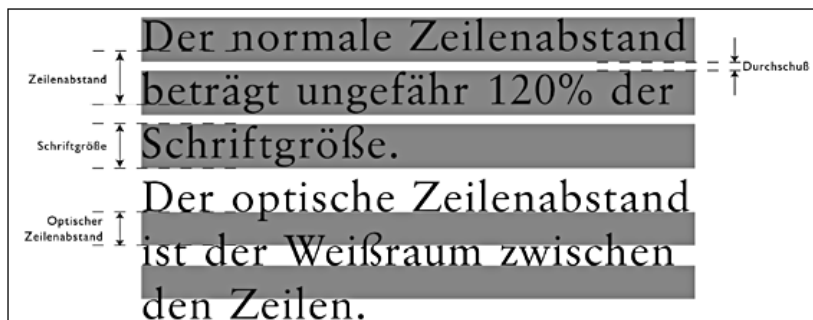 Der normale Zeilenabstand
Zeilenabstand
Durchschuß
beträgt ungefähr 120% der
Schriftgröße
Schriftgröße.
Der optische Zeilenabstand
Optischer
Zeilenabstand
ist der Weißraum zwischen
den Zeilen.